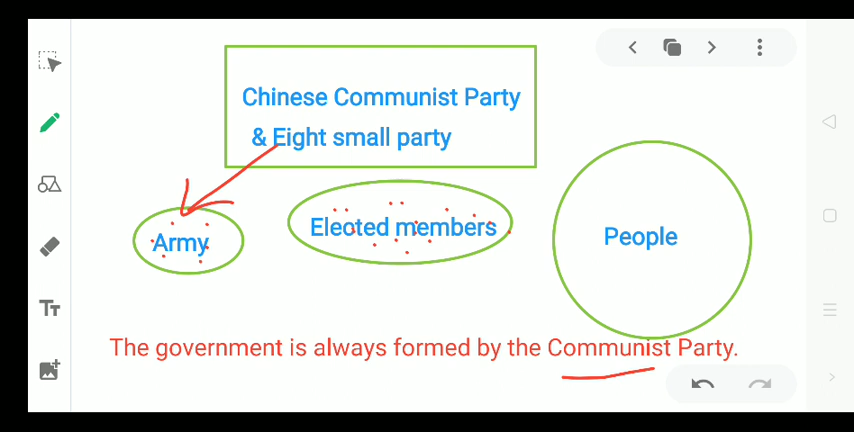 Chinese Communist Party
& Eight small party
Army
Elected members
People
The government is always formed by the Communist Party.
TT